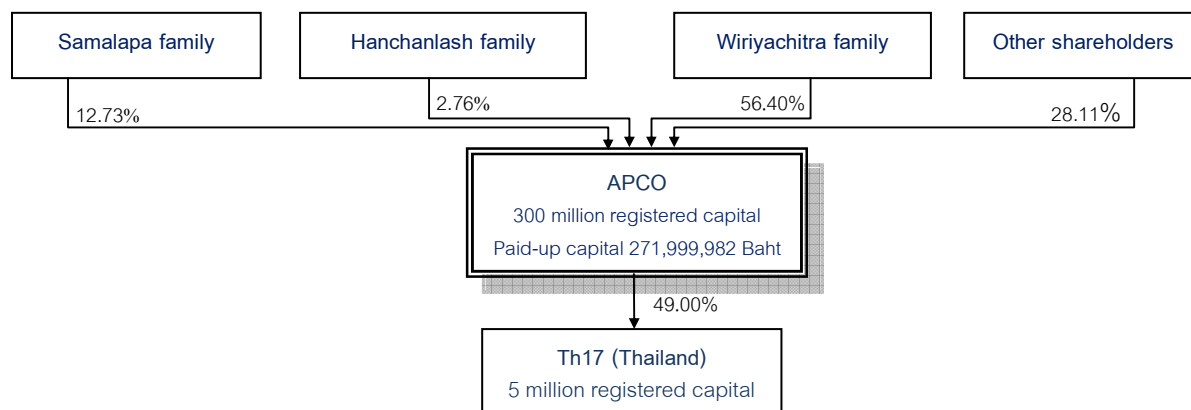 Samalapa family
Hanchanlash family
Wiriyachitra family
Other shareholders
12.73%
2.76%
56.40%
28.11%
APCO
300 million registered capital
Paid-up capital 271,999,982 Baht
49.00%
Th17 (Thailand)
5 million registered capital